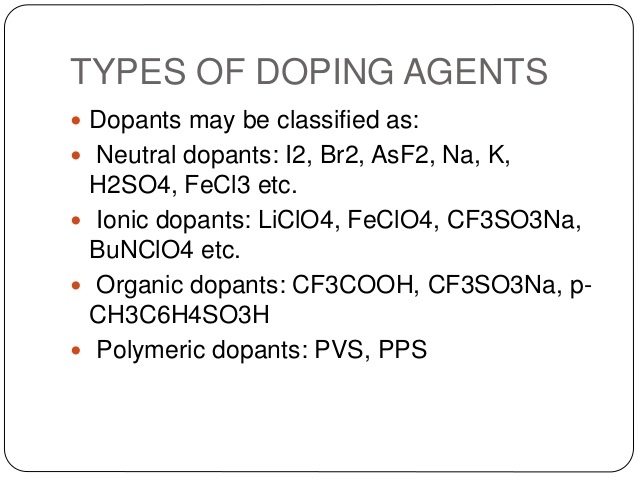 TYPES OF DOPING AGENTS
• Dopants may be classified as:
• Neutral dopants: I2, Br2, AsF2, Na, K,
H2SO4, FeCl3 etc.
• Ionic dopants: LiClO4, FeClO4, CF3SO3Na,
BuNClO4 etc.
• Organic dopants: CF3COOH, CF3SO3Na, p-
CH3C6H4SO3H
• Polymeric dopants: PVS, PPS